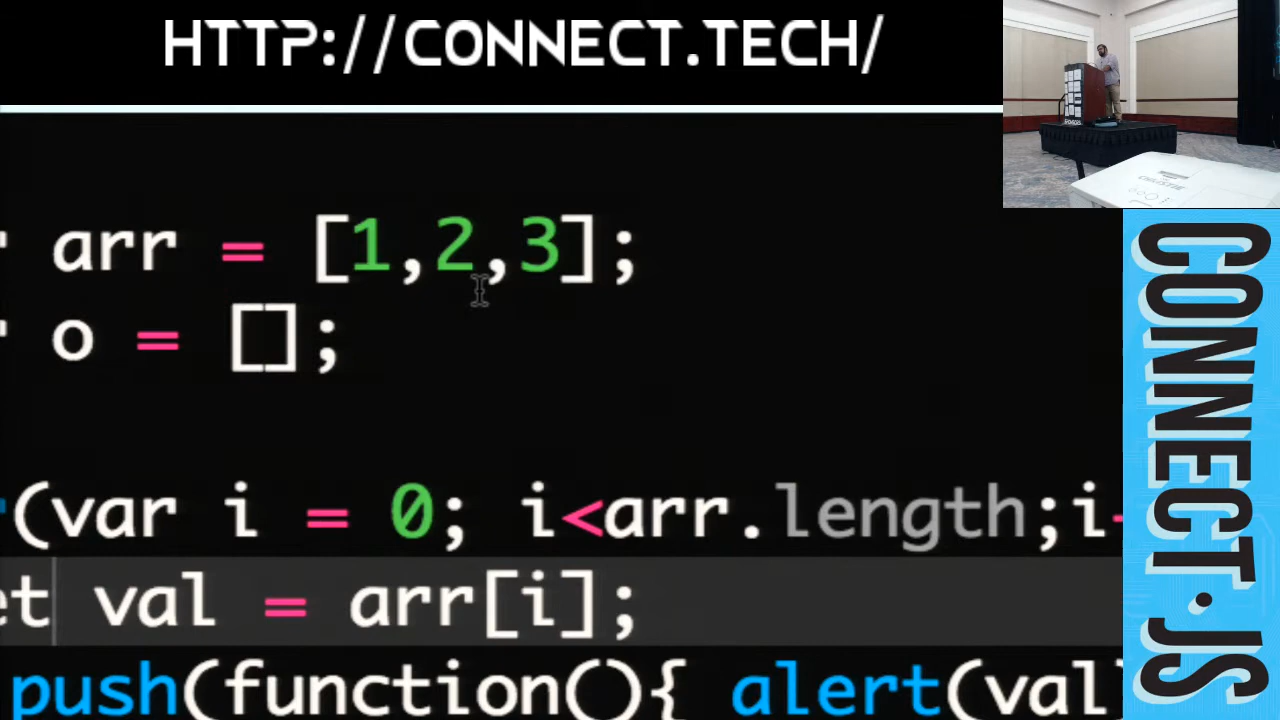 HTTP://CONNECT.TECH/
r arr = [1,2,3];
r o = [];
r(var i = 0; i<arr.length;i+
et val = arr[i];
push(function(){ alert(val
CONNECT.JS
CHRISTIE